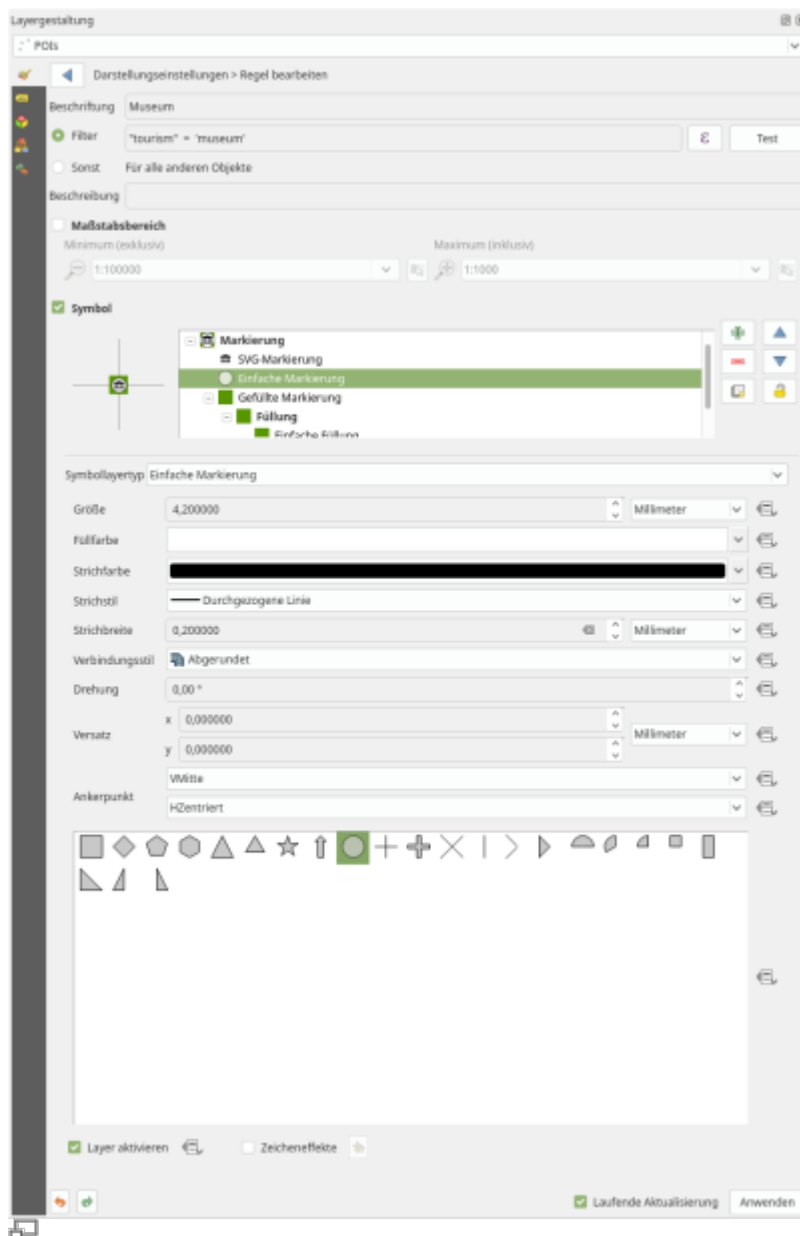 Layergestaltung
POIs
Darstellungseinstellungen > Regel bearbeiten
Beschriftung Museum
Filter "tourism" = 'museum' ε Test
Sonst Für alle anderen Objekte
Beschreibung
Maßstabsbereich
Minimum (exklusiv) Maximum (inklusiv)
1:100000 1:1000
Symbol
Markierung
SVG-Markierung
Einfache Markierung
Gefüllte Markierung
Füllung
Einfache Füllung
Symbollayertyp Einfache Markierung
Größe 4,200000 Millimeter
Füllfarbe
Strichfarbe
Strichstil Durchgezogene Linie
Strichbreite 0,200000 Millimeter
Verbindungsstil Abgerundet
Drehung 0,00 °
x 0,000000
Versatz Millimeter
y 0,000000
VMitte
Ankerpunkt
HZentriert
Layer aktivieren Zeicheneffekte
Laufende Aktualisierung Anwenden